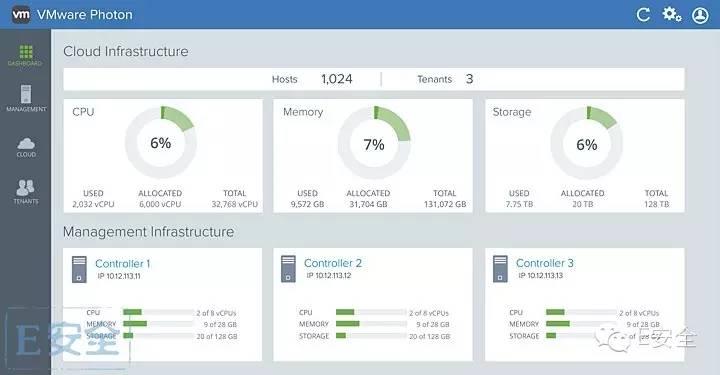 vm VMware Photon
DASHBOARD
MANAGEMENT
CLOUD
TENANTS
Cloud Infrastructure
Hosts 1,024 Tenants 3
CPU
6%
USED ALLOCATED TOTAL
2,032 vCPU 6,000 vCPU 32,768 vCPU
Memory
7%
USED ALLOCATED TOTAL
9,572 GB 31,704 GB 131,072 GB
Storage
6%
USED ALLOCATED TOTAL
7.75 TB 20 TB 128 TB
Management Infrastructure
Controller 1
IP 10.12.113.11
CPU 2 of 8 vCPUs
MEMORY 9 of 28 GB
STORAGE 20 of 128 GB
Controller 2
IP 10.12.113.12
CPU 2 of 8 vCPUs
MEMORY 9 of 28 GB
STORAGE 20 of 128 GB
Controller 3
IP 10.12.113.13
CPU 2 of 8 vCPUs
MEMORY 9 of 28 GB
STORAGE 20 of 128 GB
E安全
E安全